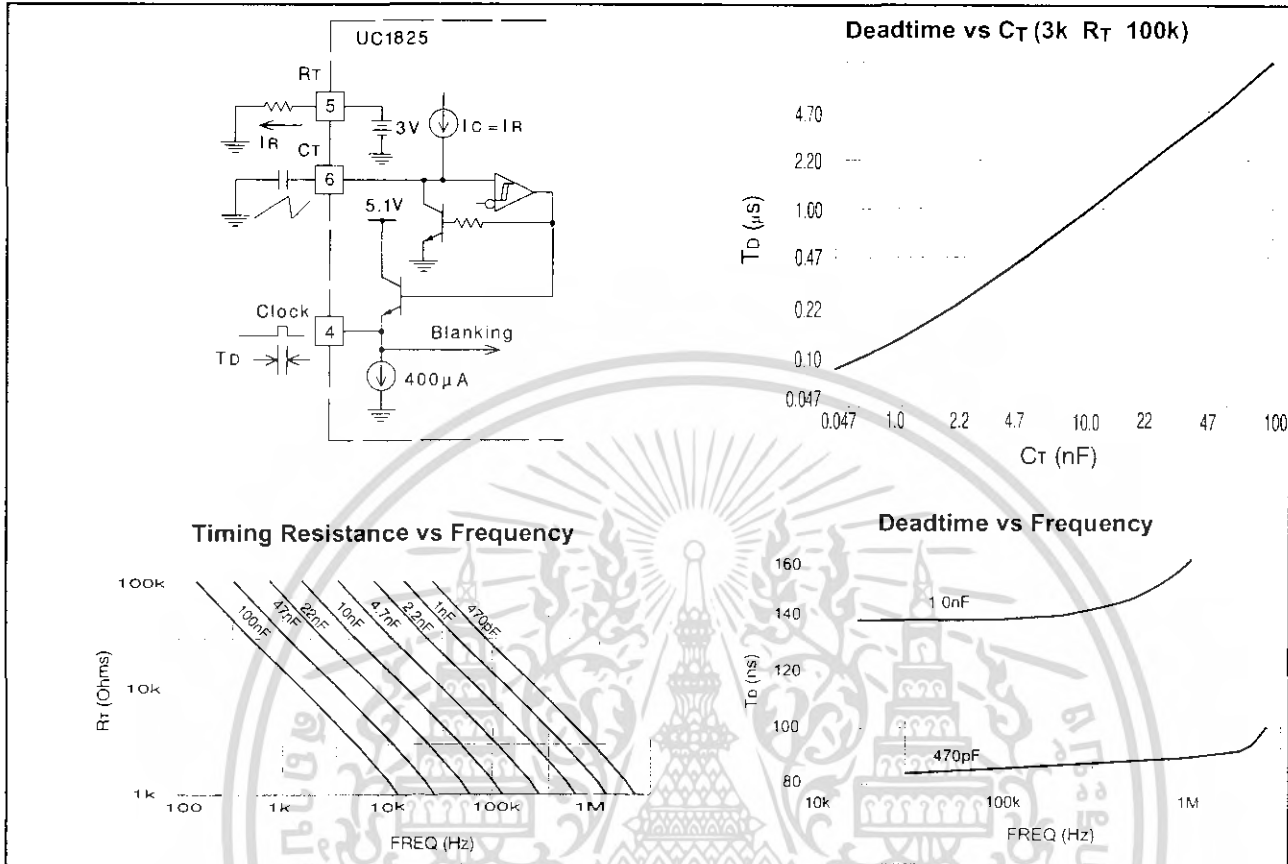 UC1825
RT
5
IR
3V
IC = IR
CT
6
5.1V
Clock
4
TD
Blanking
400µA
Deadtime vs CT (3k RT 100k)
TD (µS)
4.70
2.20
1.00
0.47
0.22
0.10
0.047
0.047 1.0 2.2 4.7 10.0 22 47 100
CT (nF)
Timing Resistance vs Frequency
RT (Ohms)
100k
10k
1k
100nF
47nF
22nF
10nF
4.7nF
2.2nF
1nF
470pF
100 1k 10k 100k 1M
FREQ (Hz)
Deadtime vs Frequency
TD (ns)
160
140
120
100
80
1 0nF
470pF
10k 100k 1M
FREQ (Hz)